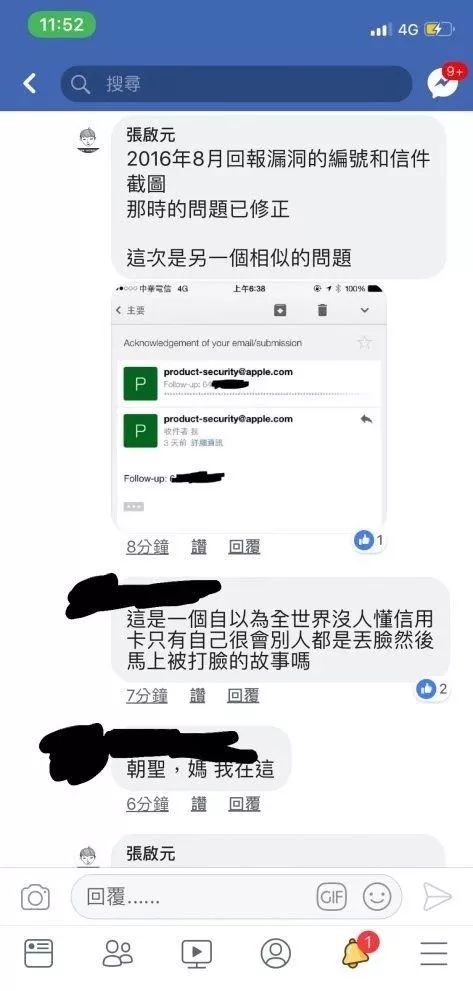 11:52
4G
搜尋
9+
張啟元
2016年8月回報漏洞的編號和信件
截圖
那時的問題已修正
這次是另一個相似的問題
中華電信 4G
上午6:38
100%
主要
Acknowledgement of your email/submission
P
product-security@apple.com
Follow-up: 64
P
product-security@apple.com
收件者 我
3 天前 詳細資訊
Follow-up: 6
8分鐘 讚 回覆
1
這是一個自以為全世界沒人懂信用
卡只有自己很會別人都是丟臉然後
馬上被打臉的故事嗎
7分鐘 讚 回覆
2
朝聖，媽 我在這
6分鐘 讚 回覆
張啟元
回覆......
GIF
1